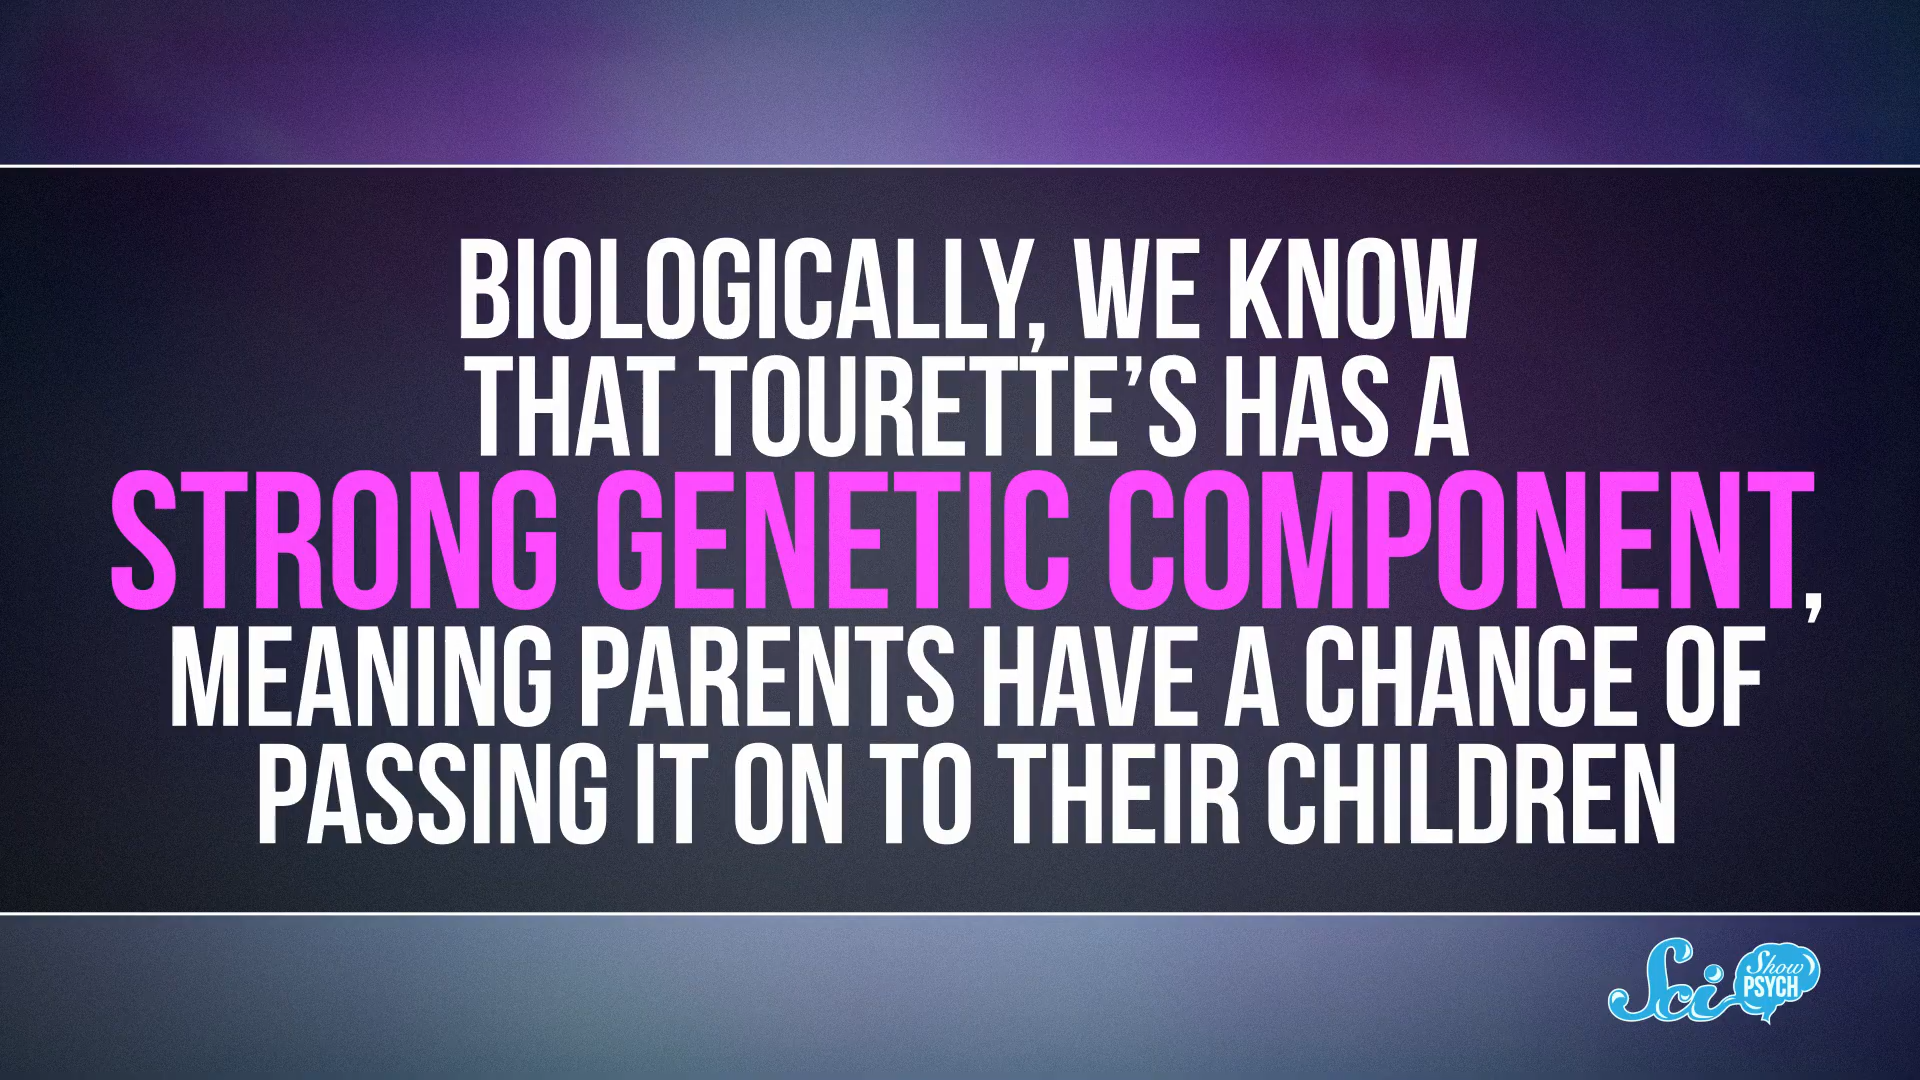 BIOLOGICALLY, WE KNOW
THAT TOURETTE’S HAS A
STRONG GENETIC COMPONENT,
MEANING PARENTS HAVE A CHANCE OF
PASSING IT ON TO THEIR CHILDREN
Sci Show
PSYCH